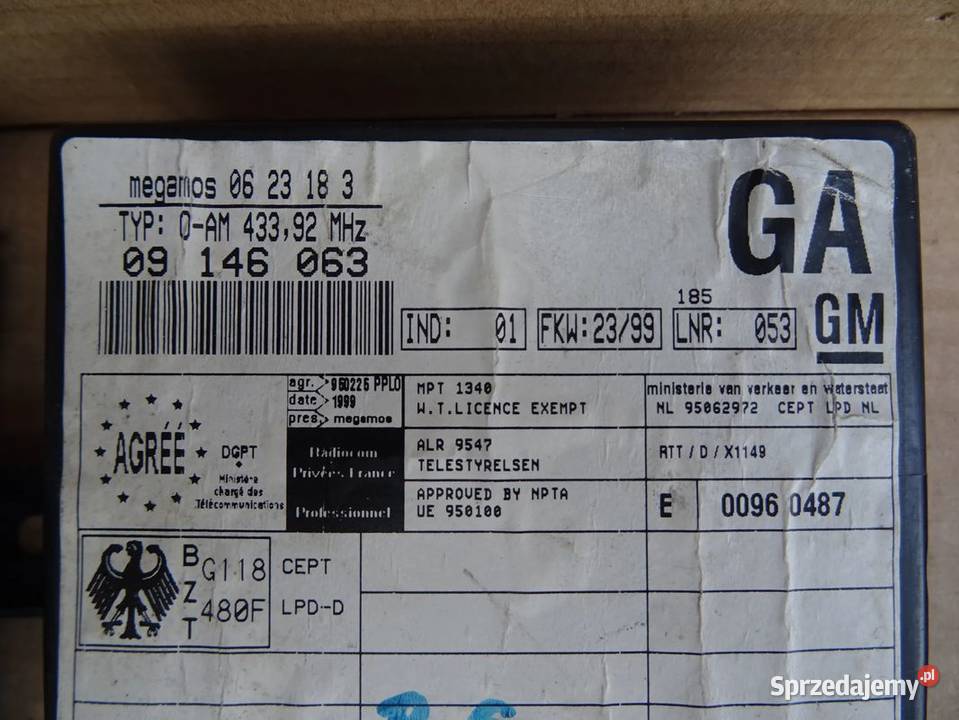 megamos 06 23 18 3
TYP: O-AM 433,92 MHz
09 146 063
GA
GM
185
IND: 01
FKW:23/99
LNR: 053
AGRÉÉ
DGPT
Ministère
chargé des
Télécommunications
agr. 960226 PPL0
date 1999
pres. megamos
Radiocom
Privées France
Professionnel
MPT 1340
W.T.LICENCE EXEMPT
ministerie van verkeer en waterstaat
NL 95062972 CEPT LPD NL
ALR 9547
TELESTYRELSEN
RTT / D / X1149
APPROVED BY NPTA
UE 950100
E 0096 0487
BZT
G118
480F
CEPT
LPD-D
Sprzedajemy.pl